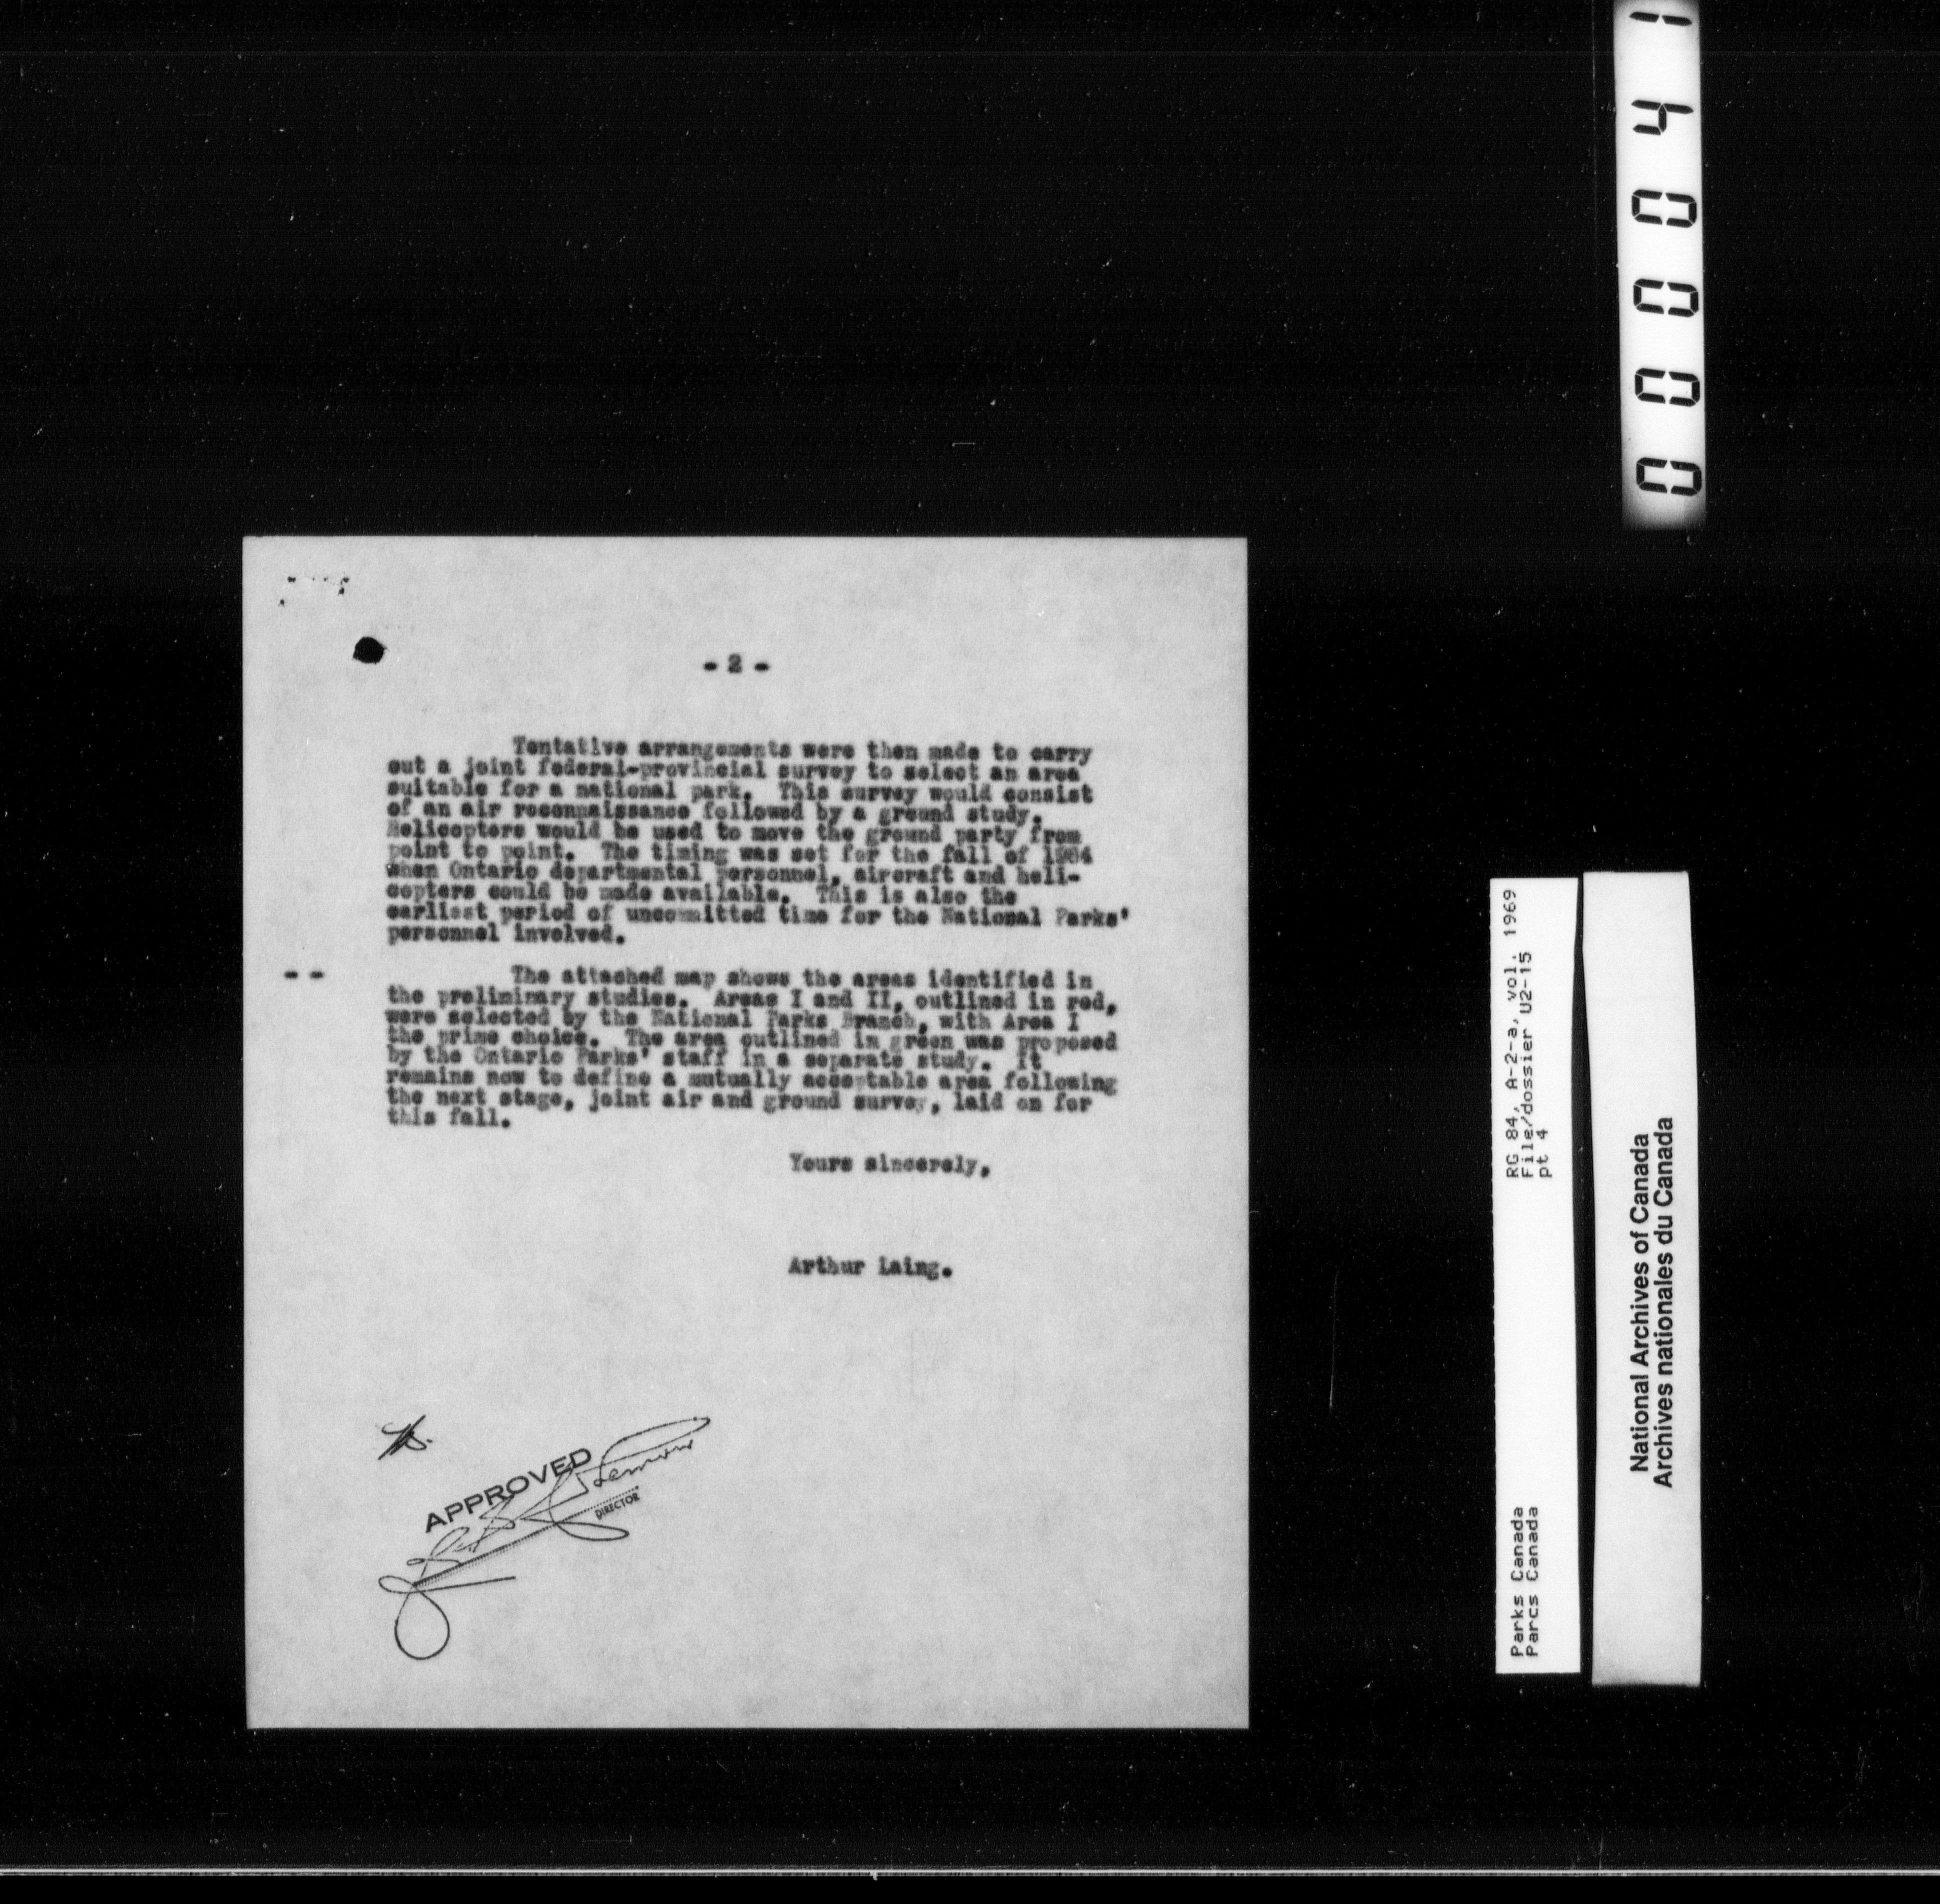 - 2 -
Tentative arrangements were then made to carry
out a joint federal-provincial survey to select an area
suitable for a national park. This survey would consist
of an air reconnaissance followed by a ground study.
Helicopters would be used to move the ground party from
point to point. The timing was set for the fall of 1964
when Ontario departmental personnel, aircraft and heli-
copters could be made available. This is also the
earliest period of uncommitted time for the National Parks'
personnel involved.
-- The attached map shows the areas identified in
the preliminary studies. Areas I and II, outlined in red,
were selected by the National Parks Branch, with Area I
the prime choice. The area outlined in green was proposed
by the Ontario Parks' staff in a separate study. It
remains now to define a mutually acceptable area following
the next stage, joint air and ground survey, laid on for
this fall.
Yours sincerely,
Arthur Laing.
APPROVED
DIRECTOR
000041
RG 84, A-2-a, vol. 1969
File/dossier U2-15
pt 4
Parks Canada
Parcs Canada
National Archives of Canada
Archives nationales du Canada